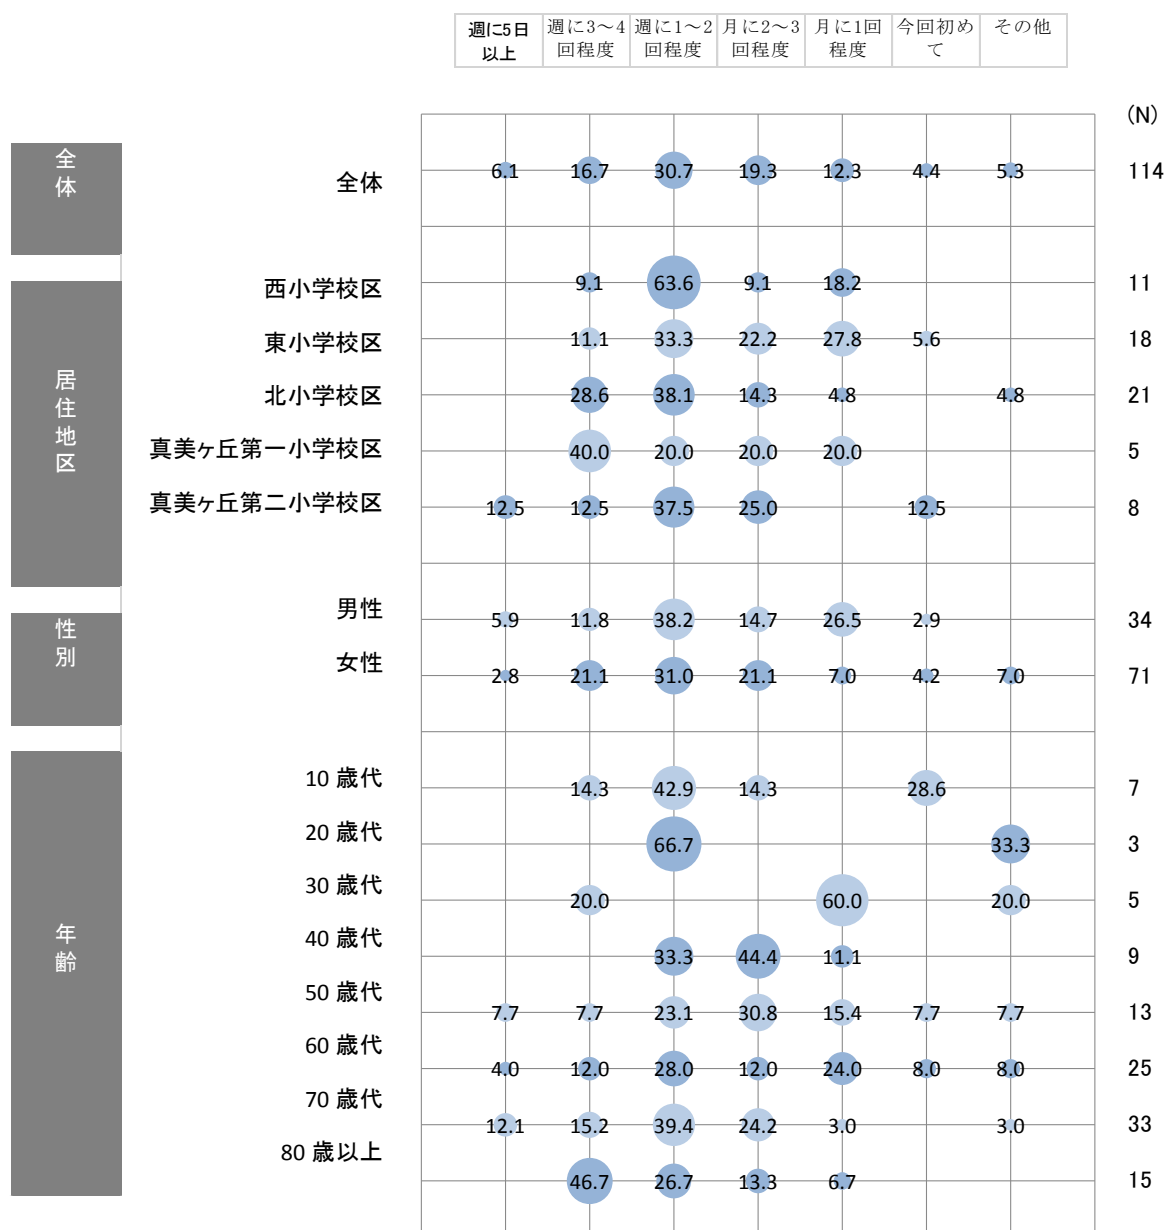 週に5日以上 週に3～4回程度 週に1～2回程度 月に2～3回程度 月に1回程度 今回初めて その他
(N)
全体
全体 6.1 16.7 30.7 19.3 12.3 4.4 5.3 114
居住地区
西小学校区 9.1 63.6 9.1 18.2 11
東小学校区 11.1 33.3 22.2 27.8 5.6 18
北小学校区 28.6 38.1 14.3 4.8 4.8 21
真美ヶ丘第一小学校区 40.0 20.0 20.0 20.0 5
真美ヶ丘第二小学校区 12.5 12.5 37.5 25.0 12.5 8
性別
男性 5.9 11.8 38.2 14.7 26.5 2.9 34
女性 2.8 21.1 31.0 21.1 7.0 4.2 7.0 71
年齢
10 歳代 14.3 42.9 14.3 28.6 7
20 歳代 66.7 33.3 3
30 歳代 20.0 60.0 20.0 5
40 歳代 33.3 44.4 11.1 9
50 歳代 7.7 7.7 23.1 30.8 15.4 7.7 7.7 13
60 歳代 4.0 12.0 28.0 12.0 24.0 8.0 8.0 25
70 歳代 12.1 15.2 39.4 24.2 3.0 3.0 33
80 歳以上 46.7 26.7 13.3 6.7 15